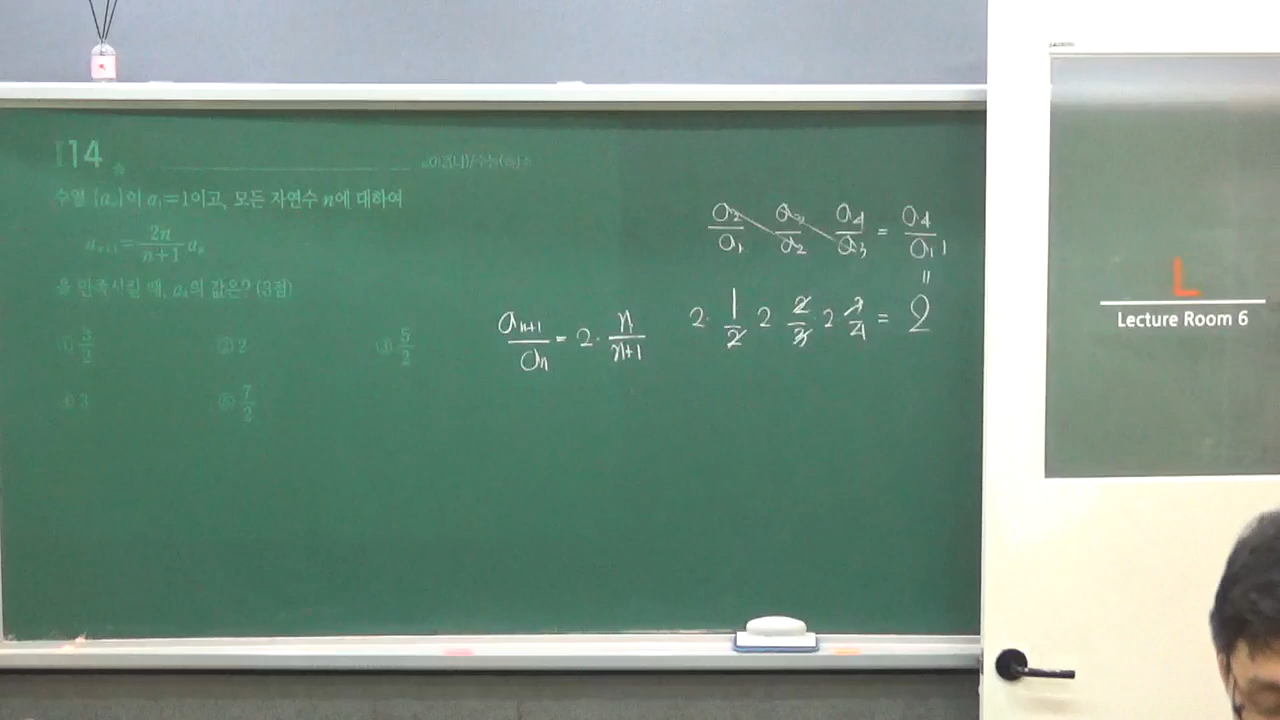 I14
수열 {aₙ}이 a₁=1이고, 모든 자연수 n에 대하여
aₙ₊₁= 2n/(n+1) aₙ
을 만족시킬 때, a₄의 값은? (3점)
① 3/2 ② 2 ③ 5/2
④ 3 ⑤ 7/2
a₂/a₁ a₃/a₂ a₄/a₃ = a₄/a₁ 1
"
aₙ₊₁/aₙ = 2· n/(n+1)
2· 1/2 2 2/3 · 2 3/4 = 2
L
Lecture Room 6